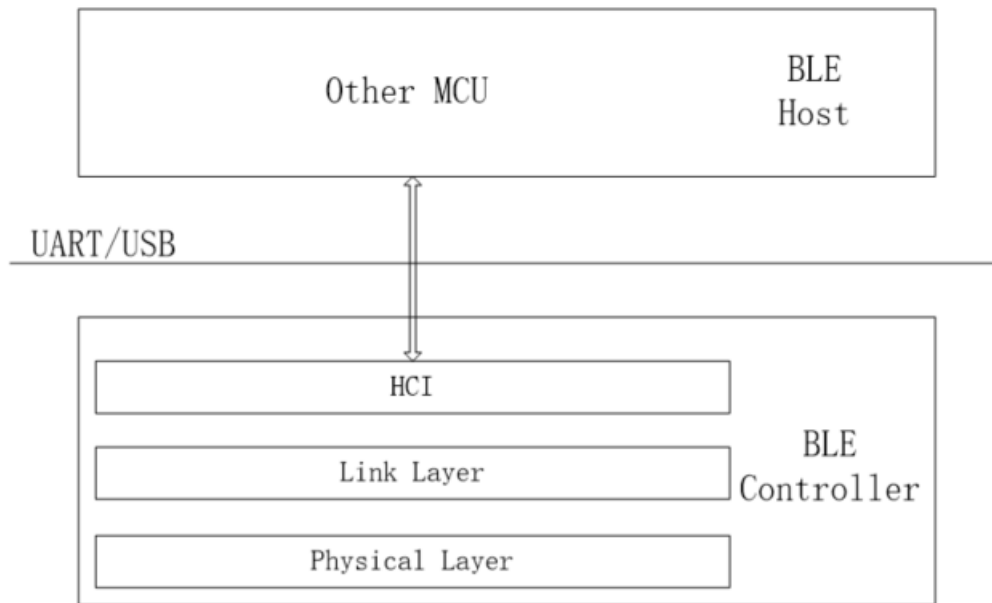 Other MCU
BLE
Host
UART/USB
HCI
Link Layer
BLE
Controller
Physical Layer